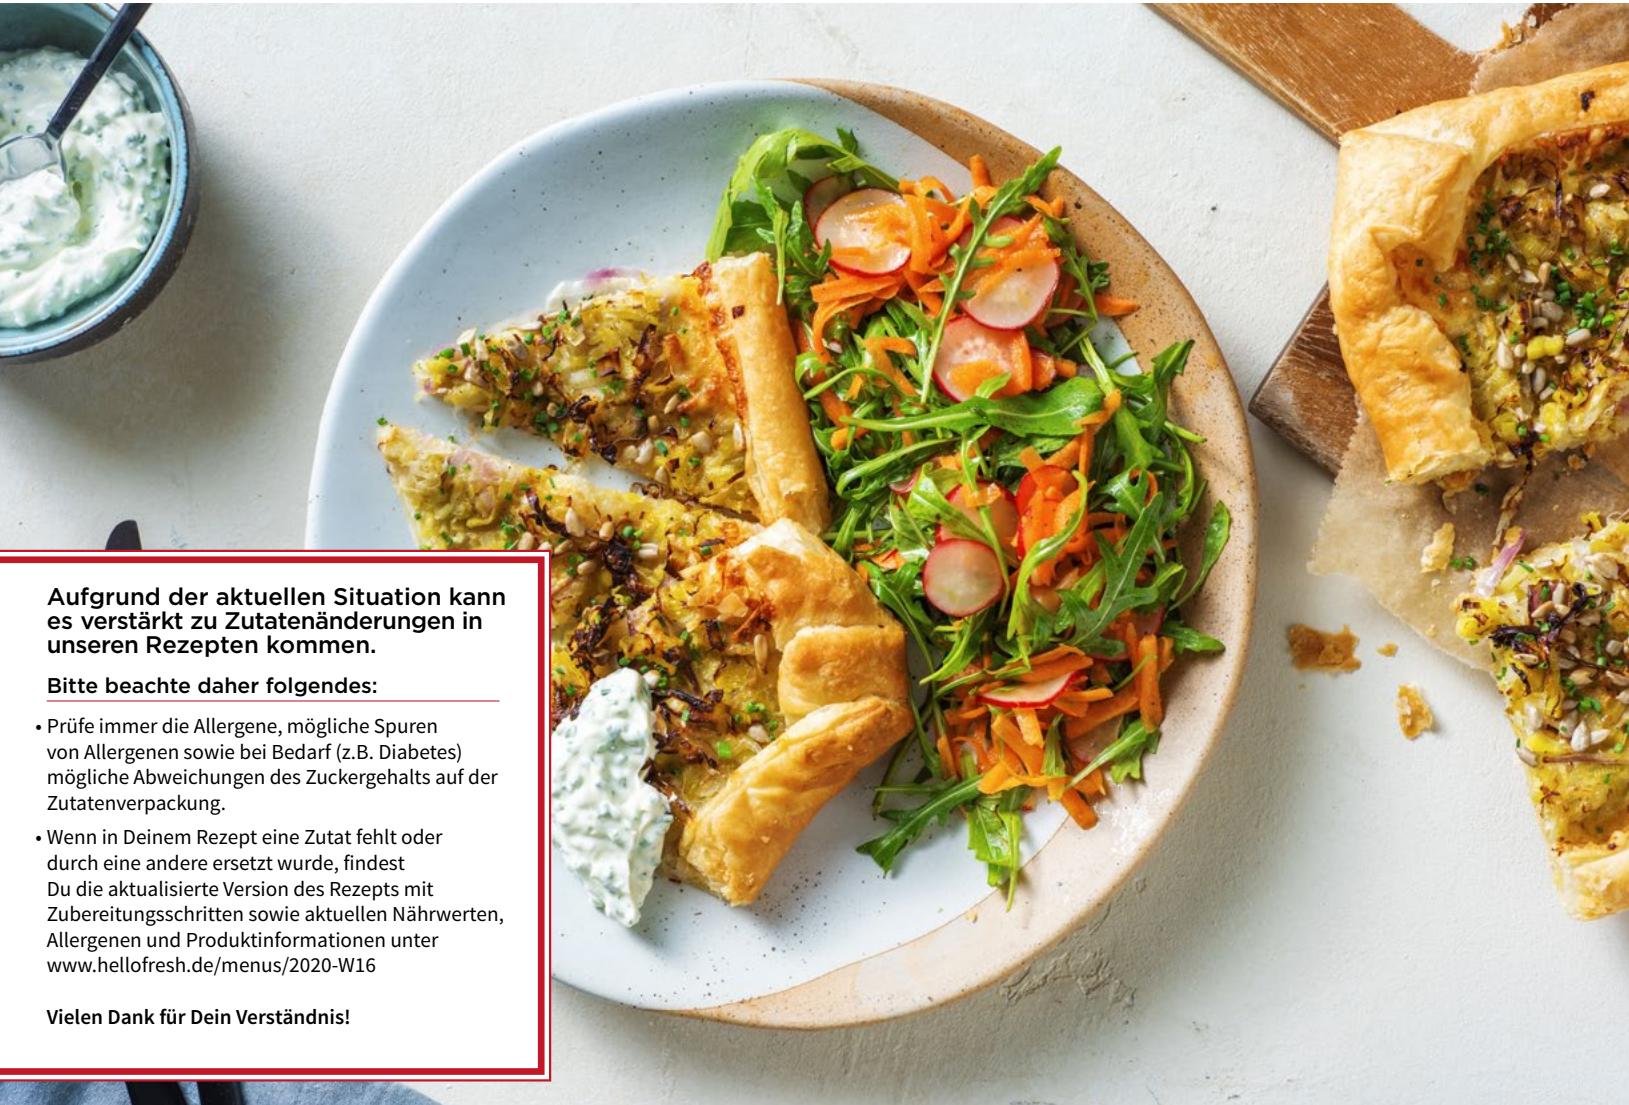 Aufgrund der aktuellen Situation kann
es verstärkt zu Zutatenänderungen in
unseren Rezepten kommen.
Bitte beachte daher folgendes:
• Prüfe immer die Allergene, mögliche Spuren
von Allergenen sowie bei Bedarf (z.B. Diabetes)
mögliche Abweichungen des Zuckergehalts auf der
Zutatenverpackung.
• Wenn in Deinem Rezept eine Zutat fehlt oder
durch eine andere ersetzt wurde, findest
Du die aktualisierte Version des Rezepts mit
Zubereitungsschritten sowie aktuellen Nährwerten,
Allergenen und Produktinformationen unter
www.hellofresh.de/menus/2020-W16
Vielen Dank für Dein Verständnis!